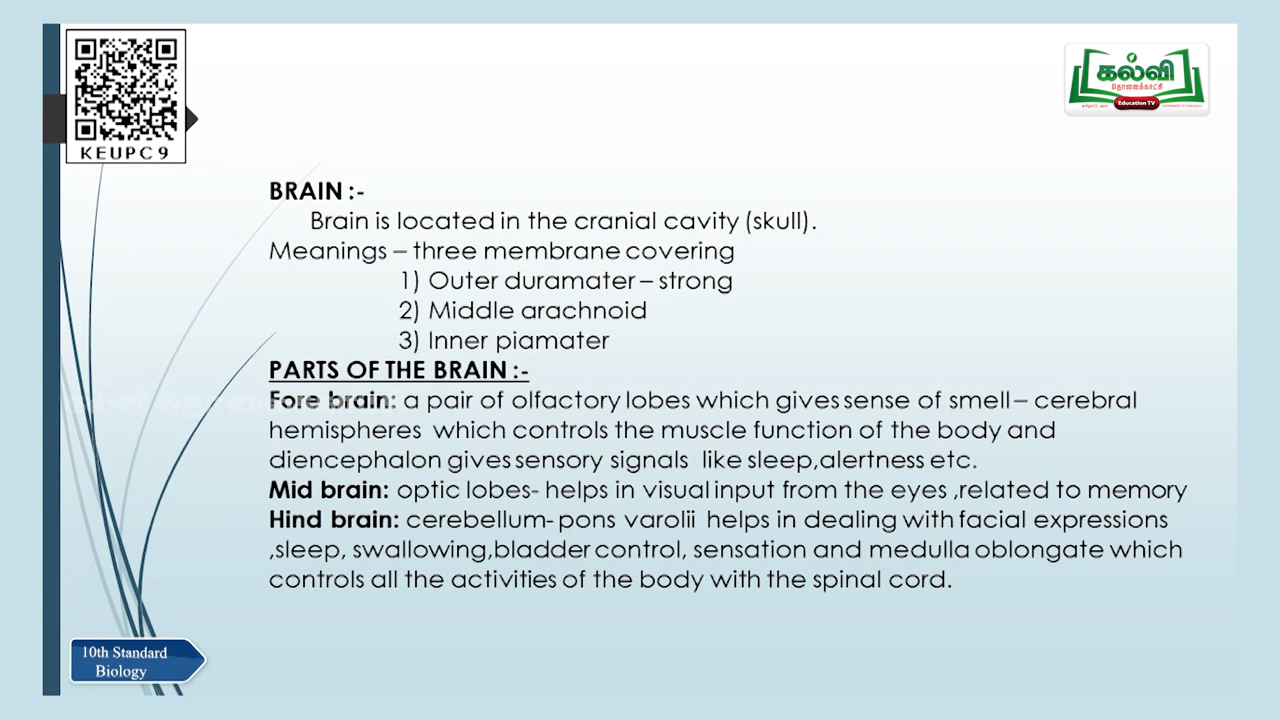 KEUPC9
கல்வி
தொலைக்காட்சி
Education TV
BRAIN :-
Brain is located in the cranial cavity (skull).
Meanings – three membrane covering
1) Outer duramater – strong
2) Middle arachnoid
3) Inner piamater
PARTS OF THE BRAIN :-
Fore brain: a pair of olfactory lobes which gives sense of smell – cerebral
hemispheres which controls the muscle function of the body and
diencephalon gives sensory signals like sleep,alertness etc.
Mid brain: optic lobes- helps in visual input from the eyes ,related to memory
Hind brain: cerebellum- pons varolii helps in dealing with facial expressions
,sleep, swallowing,bladder control, sensation and medulla oblongate which
controls all the activities of the body with the spinal cord.
10th Standard
Biology